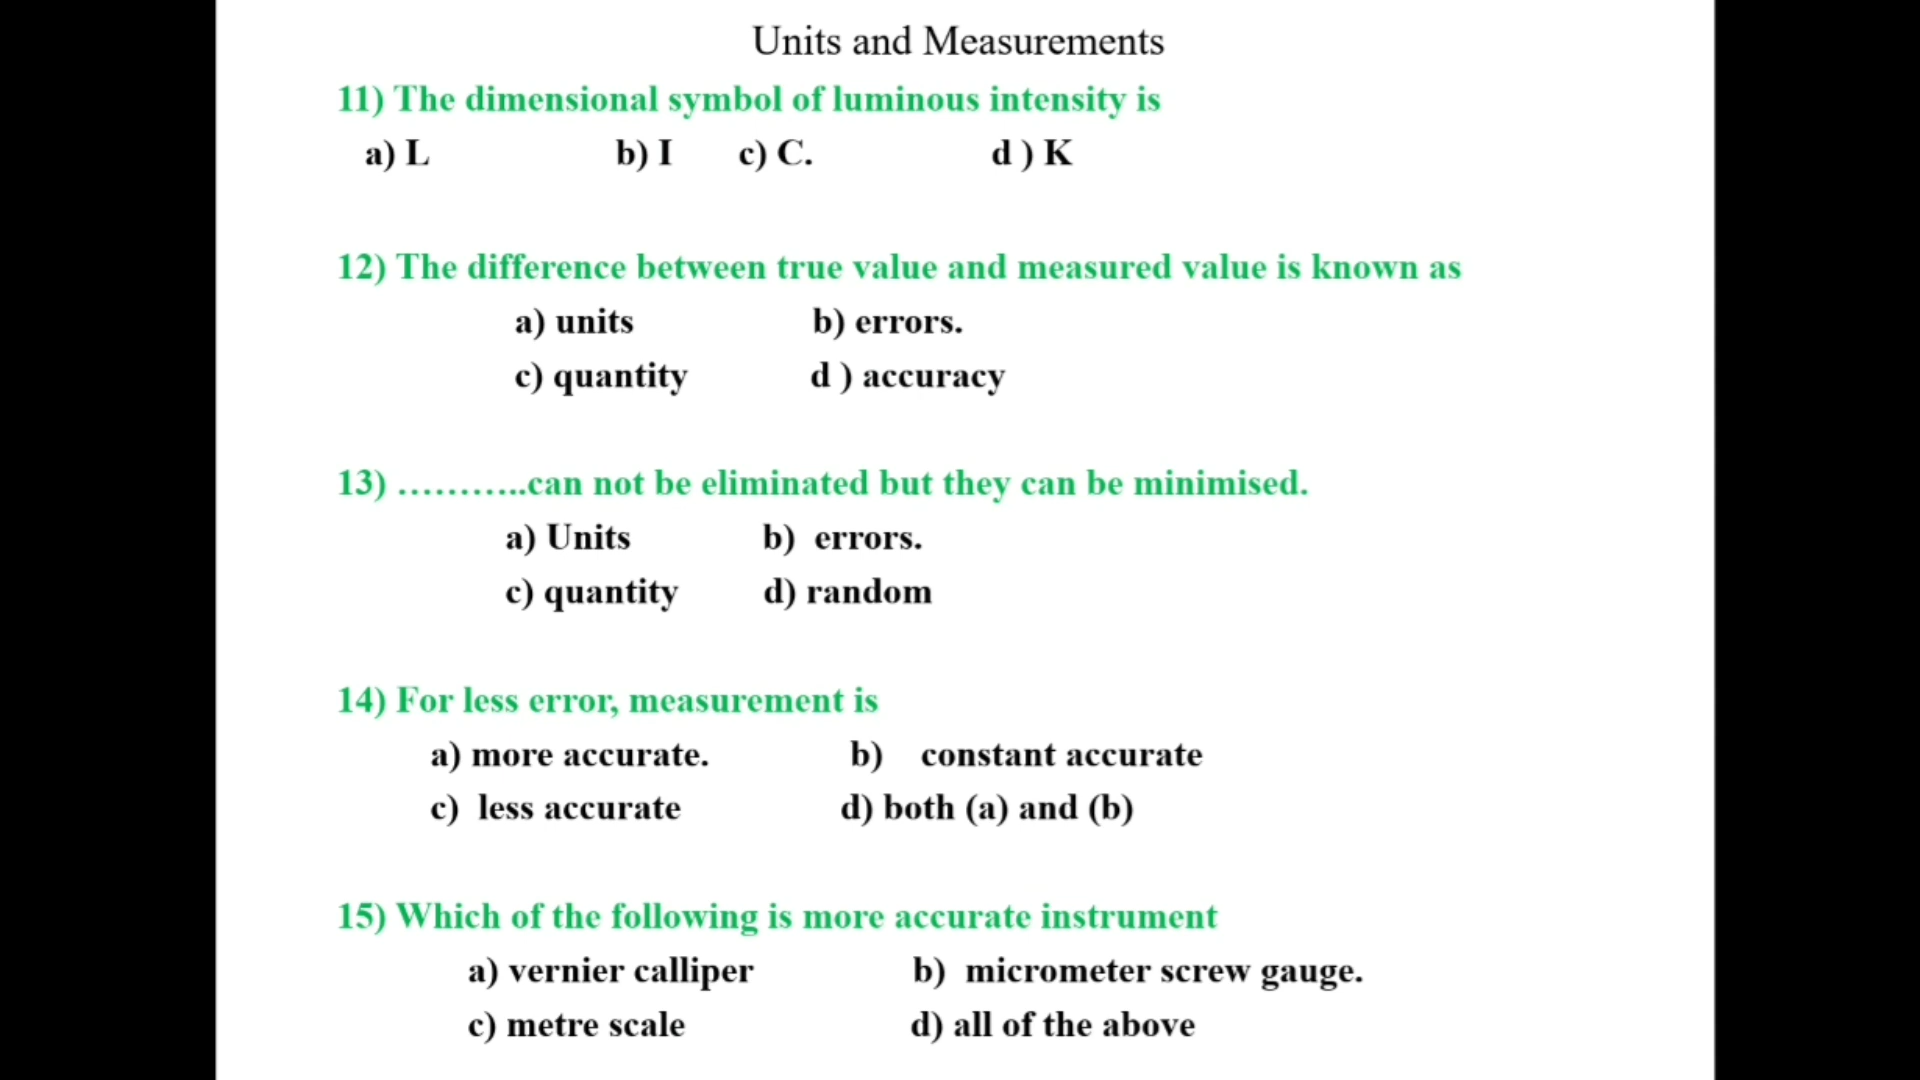 Units and Measurements
11) The dimensional symbol of luminous intensity is
a) L b) I c) C. d ) K
12) The difference between true value and measured value is known as
a) units b) errors.
c) quantity d ) accuracy
13) ………..can not be eliminated but they can be minimised.
a) Units b) errors.
c) quantity d) random
14) For less error, measurement is
a) more accurate. b) constant accurate
c) less accurate d) both (a) and (b)
15) Which of the following is more accurate instrument
a) vernier calliper b) micrometer screw gauge.
c) metre scale d) all of the above